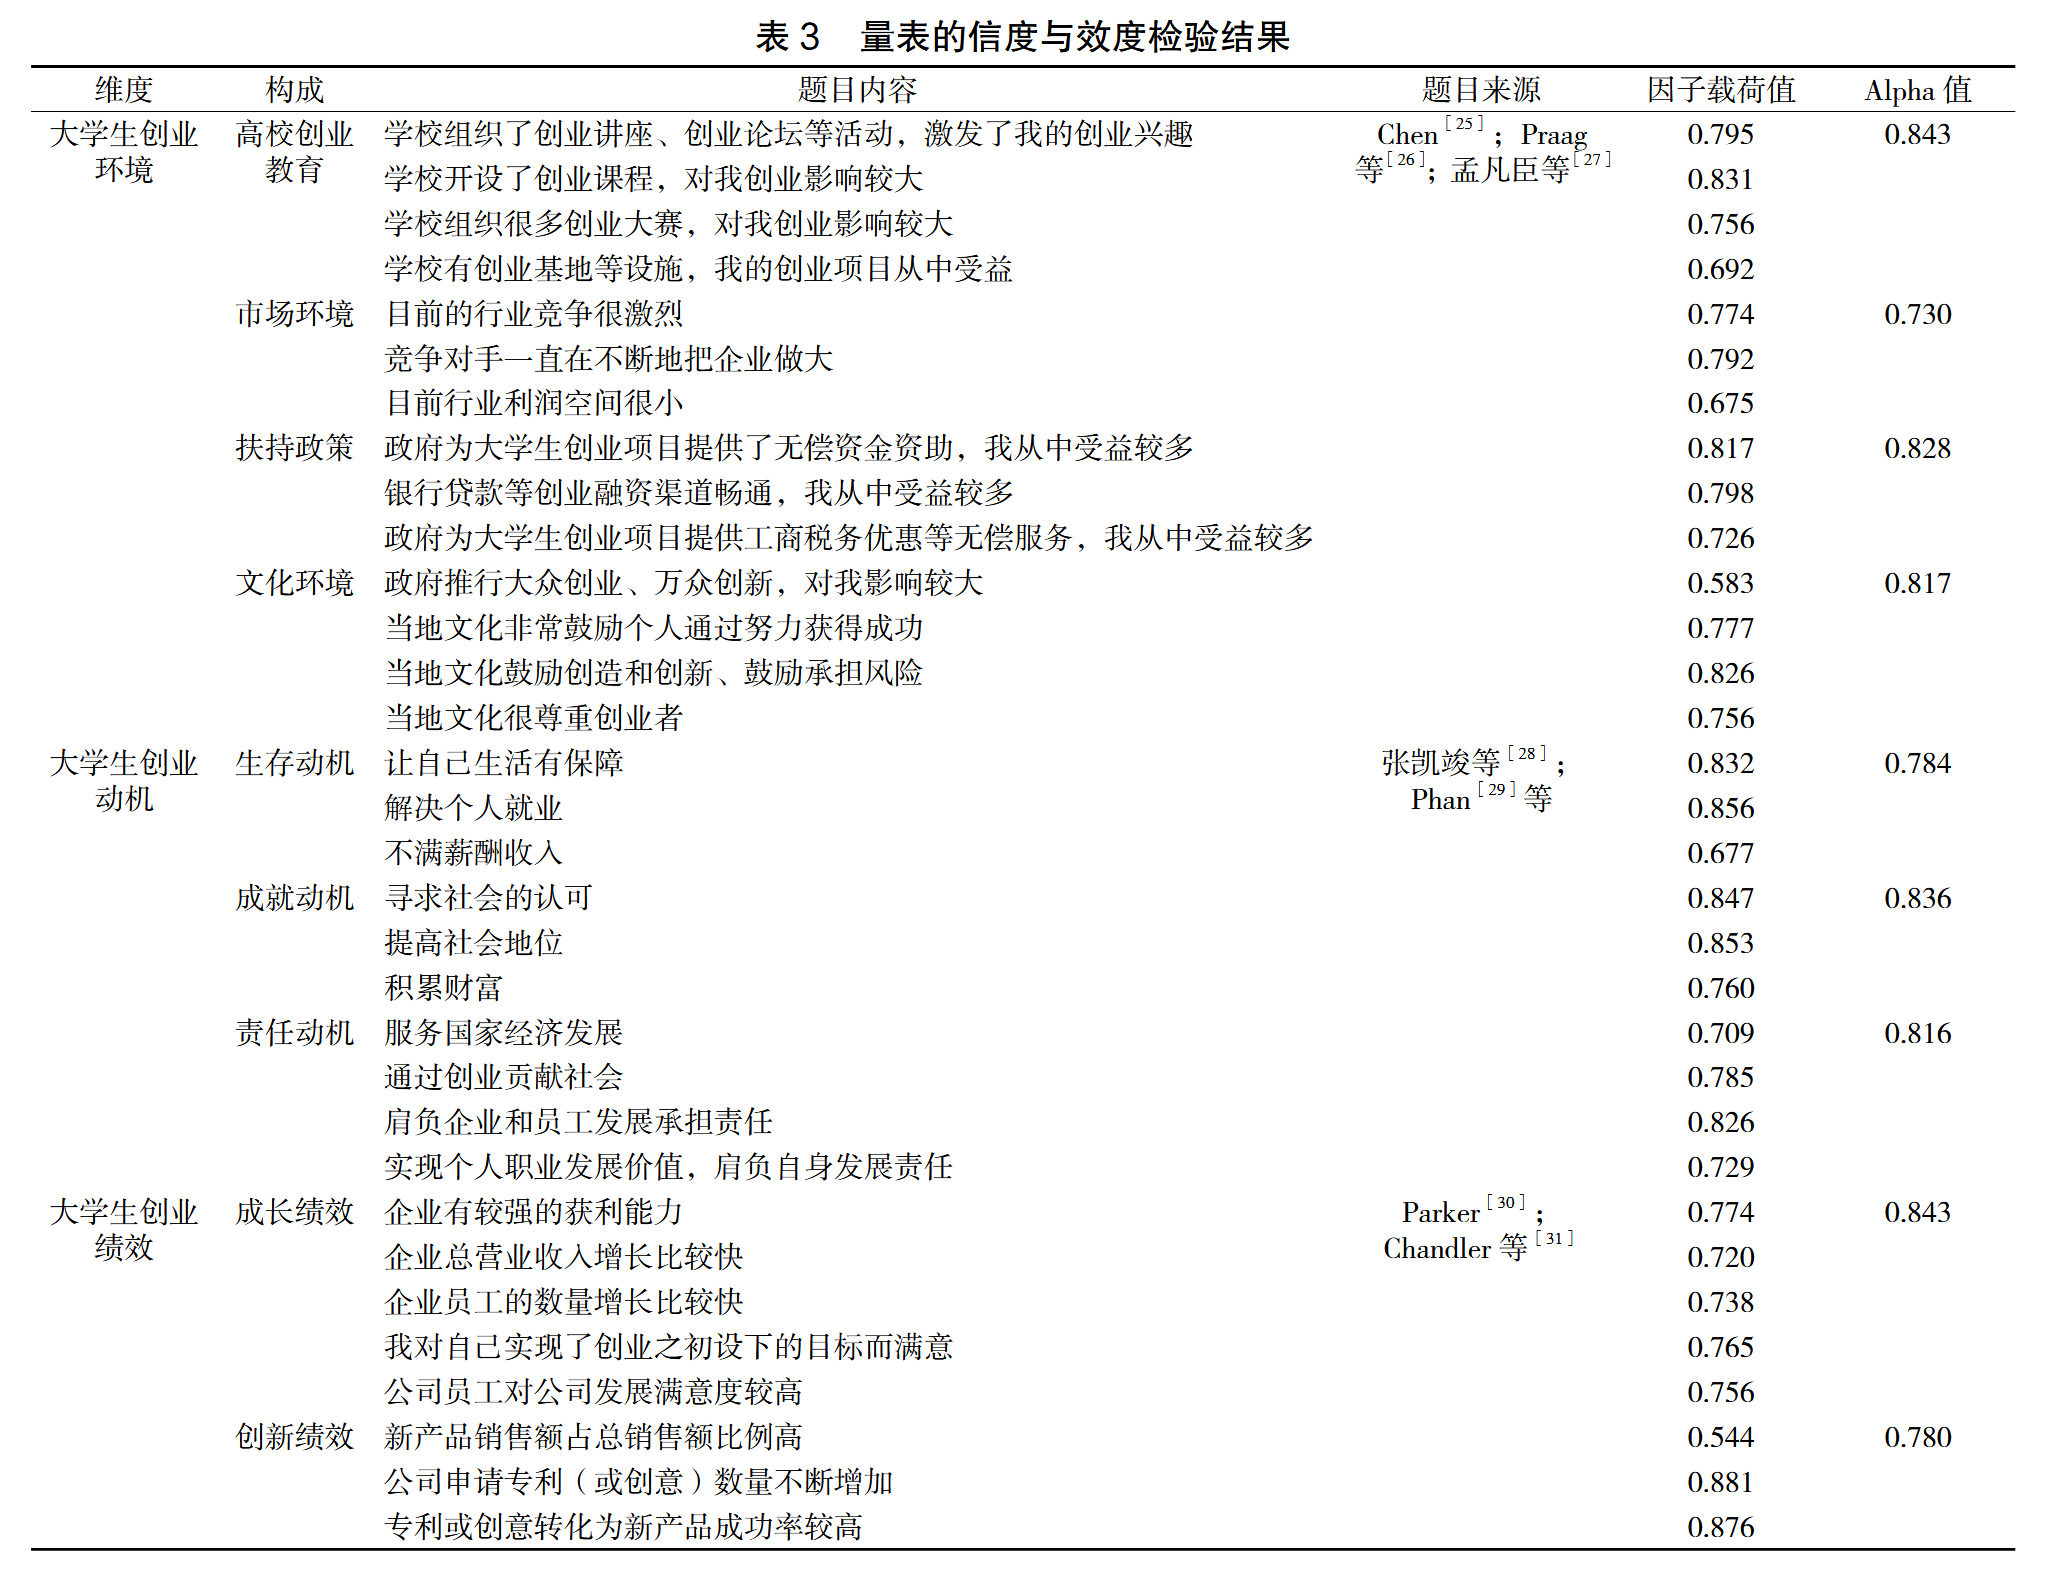 表 3 量表的信度与效度检验结果
维度 构成 题目内容 题目来源 因子载荷值 Alpha 值
大学生创业环境 高校创业教育 学校组织了创业讲座、创业论坛等活动，激发了我的创业兴趣 Chen[25]；Praag等[26]；孟凡臣等[27] 0.795 0.843
学校开设了创业课程，对我创业影响较大 0.831
学校组织很多创业大赛，对我创业影响较大 0.756
学校有创业基地等设施，我的创业项目从中受益 0.692
市场环境 目前的行业竞争很激烈 0.774 0.730
竞争对手一直在不断地把企业做大 0.792
目前行业利润空间很小 0.675
扶持政策 政府为大学生创业项目提供了无偿资金资助，我从中受益较多 0.817 0.828
银行贷款等创业融资渠道畅通，我从中受益较多 0.798
政府为大学生创业项目提供工商税务优惠等无偿服务，我从中受益较多 0.726
文化环境 政府推行大众创业、万众创新，对我影响较大 0.583 0.817
当地文化非常鼓励个人通过努力获得成功 0.777
当地文化鼓励创造和创新、鼓励承担风险 0.826
当地文化很尊重创业者 0.756
大学生创业动机 生存动机 让自己生活有保障 张凯竣等[28]；Phan[29]等 0.832 0.784
解决个人就业 0.856
不满薪酬收入 0.677
成就动机 寻求社会的认可 0.847 0.836
提高社会地位 0.853
积累财富 0.760
责任动机 服务国家经济发展 0.709 0.816
通过创业贡献社会 0.785
肩负企业和员工发展承担责任 0.826
实现个人职业发展价值，肩负自身发展责任 0.729
大学生创业绩效 成长绩效 企业有较强的获利能力 Parker[30]；Chandler 等[31] 0.774 0.843
企业总营业收入增长比较快 0.720
企业员工的数量增长比较快 0.738
我对自己实现了创业之初设下的目标而满意 0.765
公司员工对公司发展满意度较高 0.756
创新绩效 新产品销售额占总销售额比例高 0.544 0.780
公司申请专利（或创意）数量不断增加 0.881
专利或创意转化为新产品成功率较高 0.876